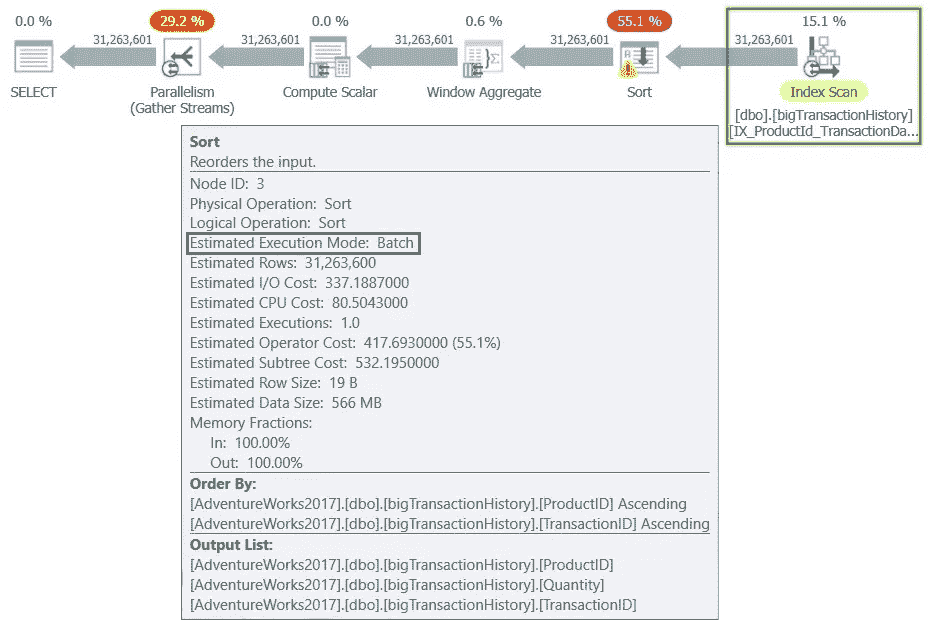 0.0 %
29.2 %
0.0 %
0.6 %
55.1 %
15.1 %
31,263,601
31,263,601
31,263,601
31,263,601
31,263,601
SELECT
Parallelism
(Gather Streams)
Compute Scalar
Window Aggregate
Sort
Index Scan
[dbo].[bigTransactionHistory]
[IX_ProductId_TransactionDa...
Sort
Reorders the input.
Node ID: 3
Physical Operation: Sort
Logical Operation: Sort
Estimated Execution Mode: Batch
Estimated Rows: 31,263,600
Estimated I/O Cost: 337.1887000
Estimated CPU Cost: 80.5043000
Estimated Executions: 1.0
Estimated Operator Cost: 417.6930000 (55.1%)
Estimated Subtree Cost: 532.1950000
Estimated Row Size: 19 B
Estimated Data Size: 566 MB
Memory Fractions:
In: 100.00%
Out: 100.00%
Order By:
[AdventureWorks2017].[dbo].[bigTransactionHistory].[ProductID] Ascending
[AdventureWorks2017].[dbo].[bigTransactionHistory].[TransactionID] Ascending
Output List:
[AdventureWorks2017].[dbo].[bigTransactionHistory].[ProductID]
[AdventureWorks2017].[dbo].[bigTransactionHistory].[Quantity]
[AdventureWorks2017].[dbo].[bigTransactionHistory].[TransactionID]